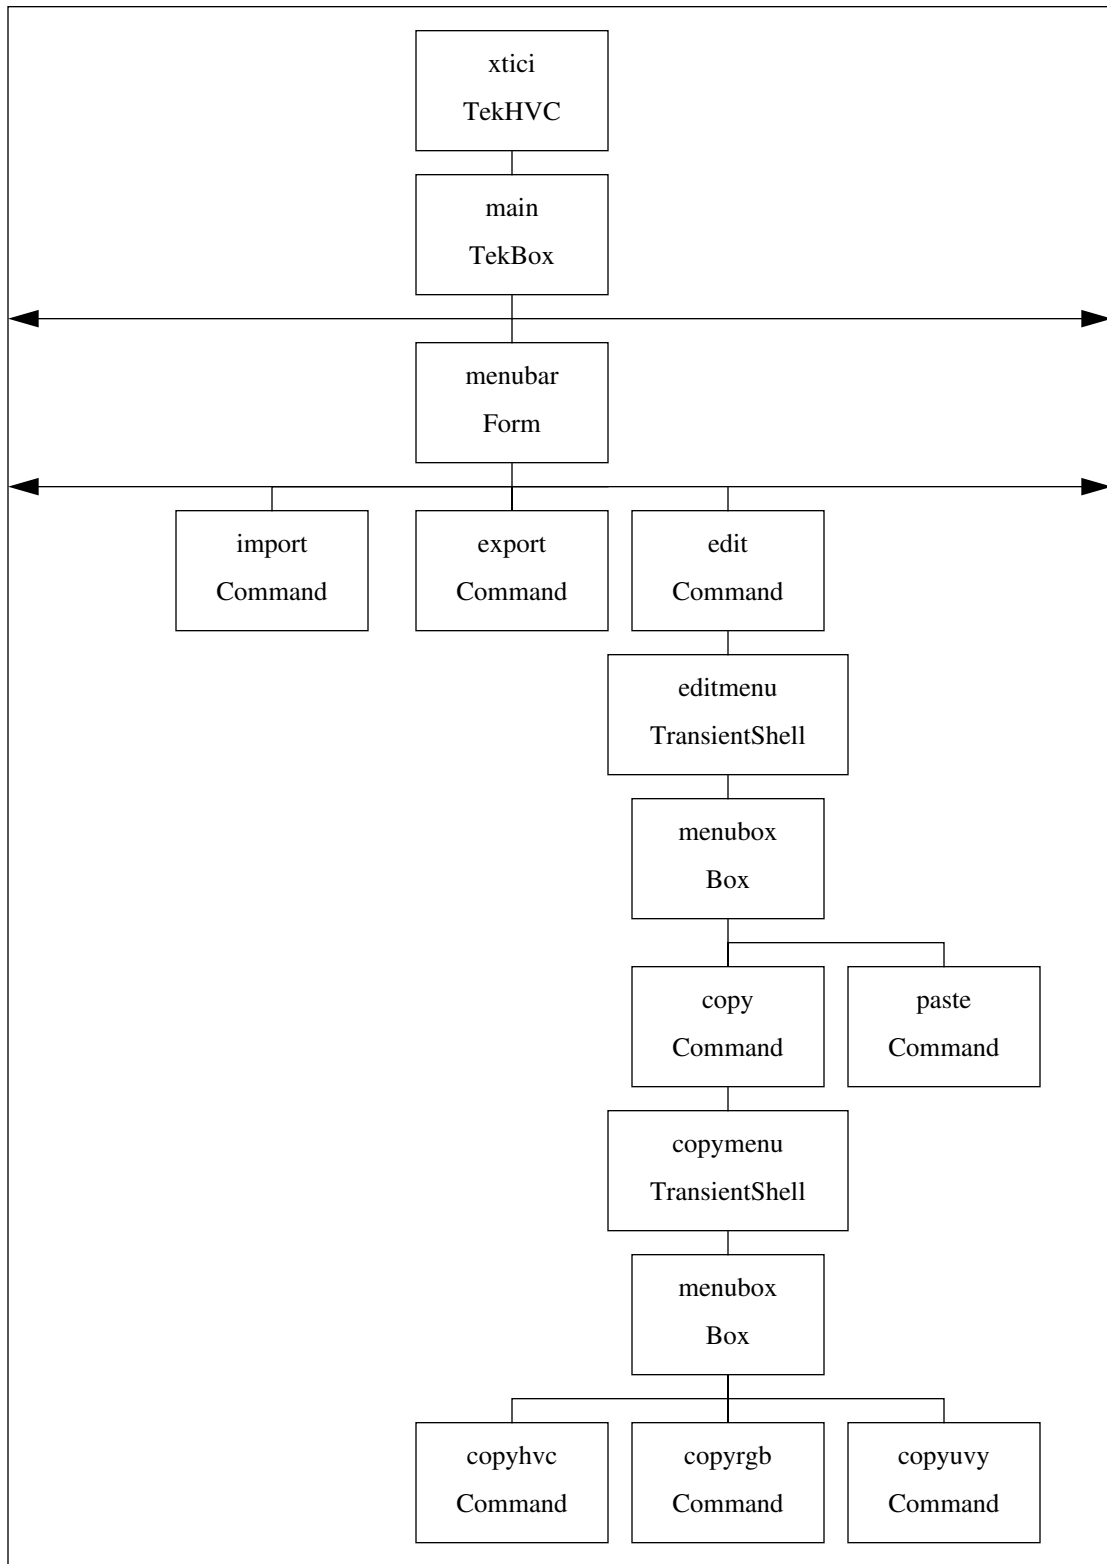 xtici
TekHVC
main
TekBox
menubar
Form
import
Command
export
Command
edit
Command
editmenu
TransientShell
menubox
Box
copy
Command
paste
Command
copymenu
TransientShell
menubox
Box
copyhvc
Command
copyrgb
Command
copyuvy
Command